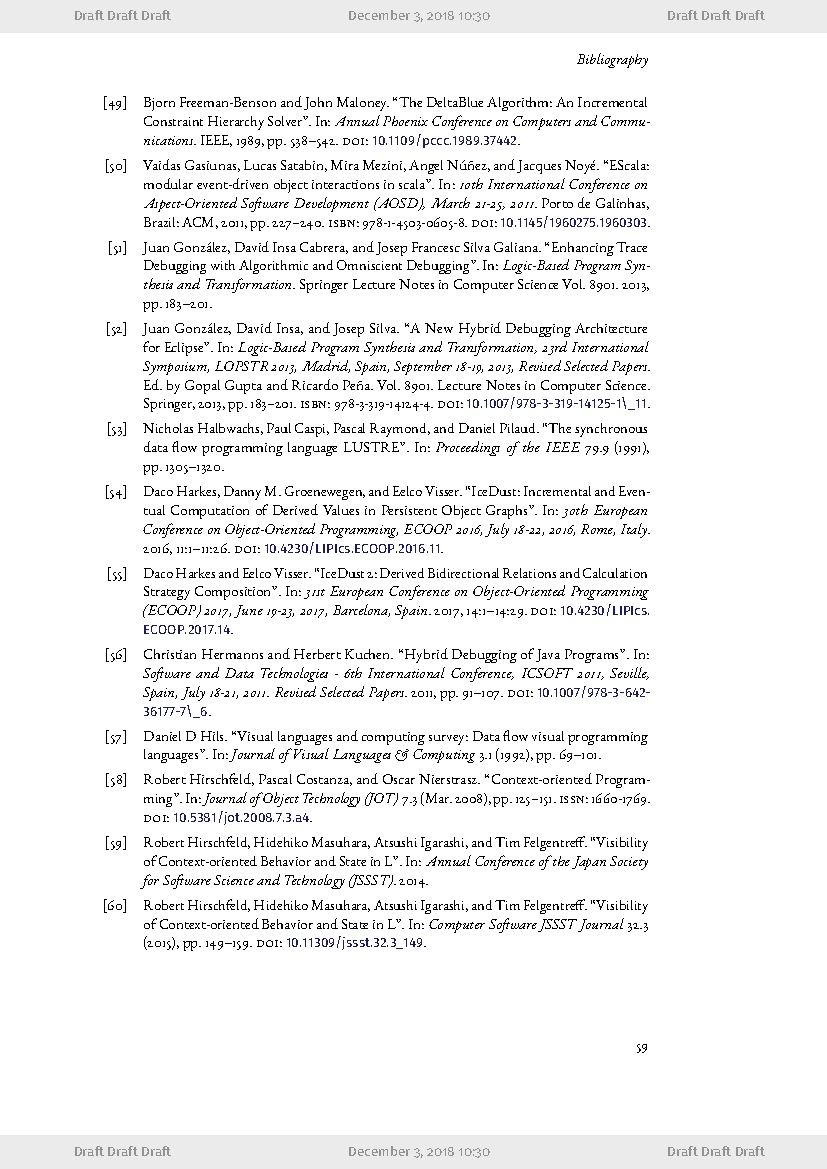 Draft Draft Draft December 3, 2018 10:30 Draft Draft Draft
Bibliography
[49] Bjorn Freeman-Benson and John Maloney. “The DeltaBlue Algorithm: An Incremental
Constraint Hierarchy Solver”. In: Annual Phoenix Conference on Computers and Commu-
nications. IEEE, 1989, pp. 538–542. DOI: 10.1109/pccc.1989.37442.
[50] Vaidas Gasiunas, Lucas Satabin, Mira Mezini, Angel Núñez, and Jacques Noyé. “EScala:
modular event-driven object interactions in scala”. In: 10th International Conference on
Aspect-Oriented Software Development (AOSD), March 21-25, 2011. Porto de Galinhas,
Brazil: ACM, 2011, pp. 227–240. ISBN: 978-1-4503-0605-8. DOI: 10.1145/1960275.1960303.
[51] Juan González, David Insa Cabrera, and Josep Francesc Silva Galiana. “Enhancing Trace
Debugging with Algorithmic and Omniscient Debugging”. In: Logic-Based Program Syn-
thesis and Transformation. Springer Lecture Notes in Computer Science Vol. 8901. 2013,
pp. 183–201.
[52] Juan González, David Insa, and Josep Silva. “A New Hybrid Debugging Architecture
for Eclipse”. In: Logic-Based Program Synthesis and Transformation, 23rd International
Symposium, LOPSTR 2013, Madrid, Spain, September 18-19, 2013, Revised Selected Papers.
Ed. by Gopal Gupta and Ricardo Peña. Vol. 8901. Lecture Notes in Computer Science.
Springer, 2013, pp. 183–201. ISBN: 978-3-319-14124-4. DOI: 10.1007/978-3-319-14125-1\_11.
[53] Nicholas Halbwachs, Paul Caspi, Pascal Raymond, and Daniel Pilaud. “The synchronous
data flow programming language LUSTRE”. In: Proceedings of the IEEE 79.9 (1991),
pp. 1305–1320.
[54] Daco Harkes, Danny M. Groenewegen, and Eelco Visser. “IceDust: Incremental and Even-
tual Computation of Derived Values in Persistent Object Graphs”. In: 30th European
Conference on Object-Oriented Programming, ECOOP 2016, July 18-22, 2016, Rome, Italy.
2016, 11:1–11:26. DOI: 10.4230/LIPIcs.ECOOP.2016.11.
[55] Daco Harkes and Eelco Visser. “IceDust 2: Derived Bidirectional Relations and Calculation
Strategy Composition”. In: 31st European Conference on Object-Oriented Programming
(ECOOP) 2017, June 19-23, 2017, Barcelona, Spain. 2017, 14:1–14:29. DOI: 10.4230/LIPIcs.
ECOOP.2017.14.
[56] Christian Hermanns and Herbert Kuchen. “Hybrid Debugging of Java Programs”. In:
Software and Data Technologies - 6th International Conference, ICSOFT 2011, Seville,
Spain, July 18-21, 2011. Revised Selected Papers. 2011, pp. 91–107. DOI: 10.1007/978-3-642-
36177-7\_6.
[57] Daniel D Hils. “Visual languages and computing survey: Data flow visual programming
languages”. In: Journal of Visual Languages & Computing 3.1 (1992), pp. 69–101.
[58] Robert Hirschfeld, Pascal Costanza, and Oscar Nierstrasz. “Context-oriented Program-
ming”. In: Journal of Object Technology (JOT) 7.3 (Mar. 2008), pp. 125–151. ISSN: 1660-1769.
DOI: 10.5381/jot.2008.7.3.a4.
[59] Robert Hirschfeld, Hidehiko Masuhara, Atsushi Igarashi, and Tim Felgentreff. “Visibility
of Context-oriented Behavior and State in L”. In: Annual Conference of the Japan Society
for Software Science and Technology (JSSST). 2014.
[60] Robert Hirschfeld, Hidehiko Masuhara, Atsushi Igarashi, and Tim Felgentreff. “Visibility
of Context-oriented Behavior and State in L”. In: Computer Software JSSST Journal 32.3
(2015), pp. 149–159. DOI: 10.11309/jssst.32.3_149.
59
Draft Draft Draft December 3, 2018 10:30 Draft Draft Draft